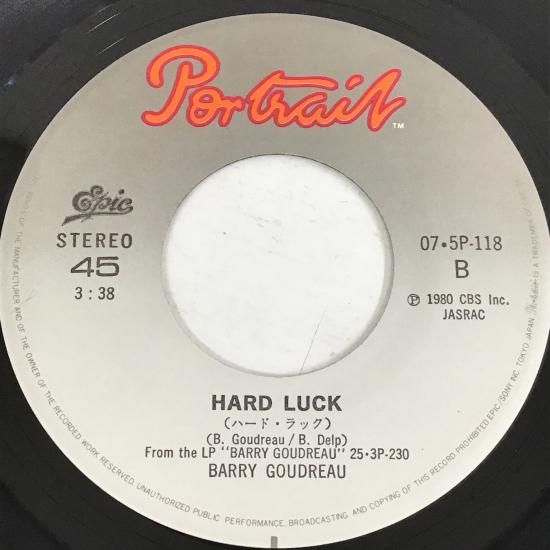 Portrait
TM
Epic
STEREO
45
3:38
07・5P-118
B
Ⓟ 1980 CBS Inc.
JASRAC
HARD LUCK
(ハード・ラック)
(B. Goudreau/B. Delp)
From the LP "BARRY GOUDREAU" 25・3P-230
BARRY GOUDREAU
MANUFACTURER AND OF THE OWNER OF THE RECORDED WORK RESERVED. UNAUTHORIZED PUBLIC PERFORMANCE, BROADCASTING AND COPYING OF THIS RECORD PROHIBITED EPIC/SONY INC. TOKYO JAPAN IS A TRADEMARK OF